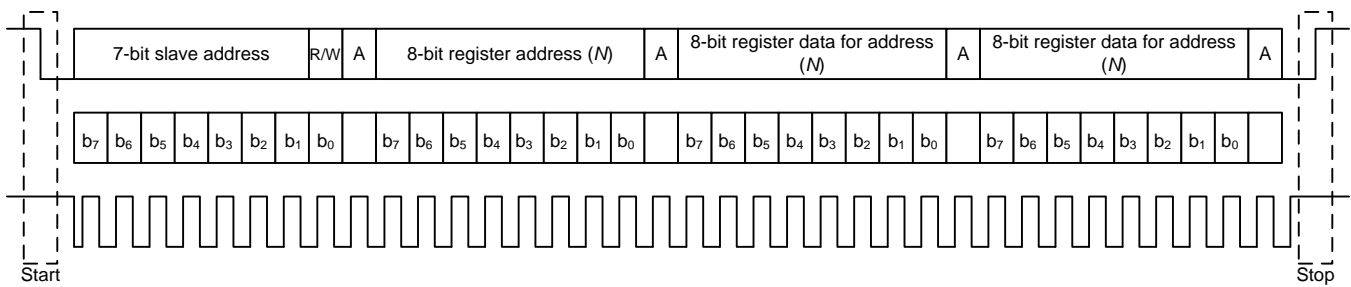 7-bit slave address R/W A 8-bit register address (N) A 8-bit register data for address (N) A 8-bit register data for address (N) A
b7 b6 b5 b4 b3 b2 b1 b0 b7 b6 b5 b4 b3 b2 b1 b0 b7 b6 b5 b4 b3 b2 b1 b0 b7 b6 b5 b4 b3 b2 b1 b0
Start Stop